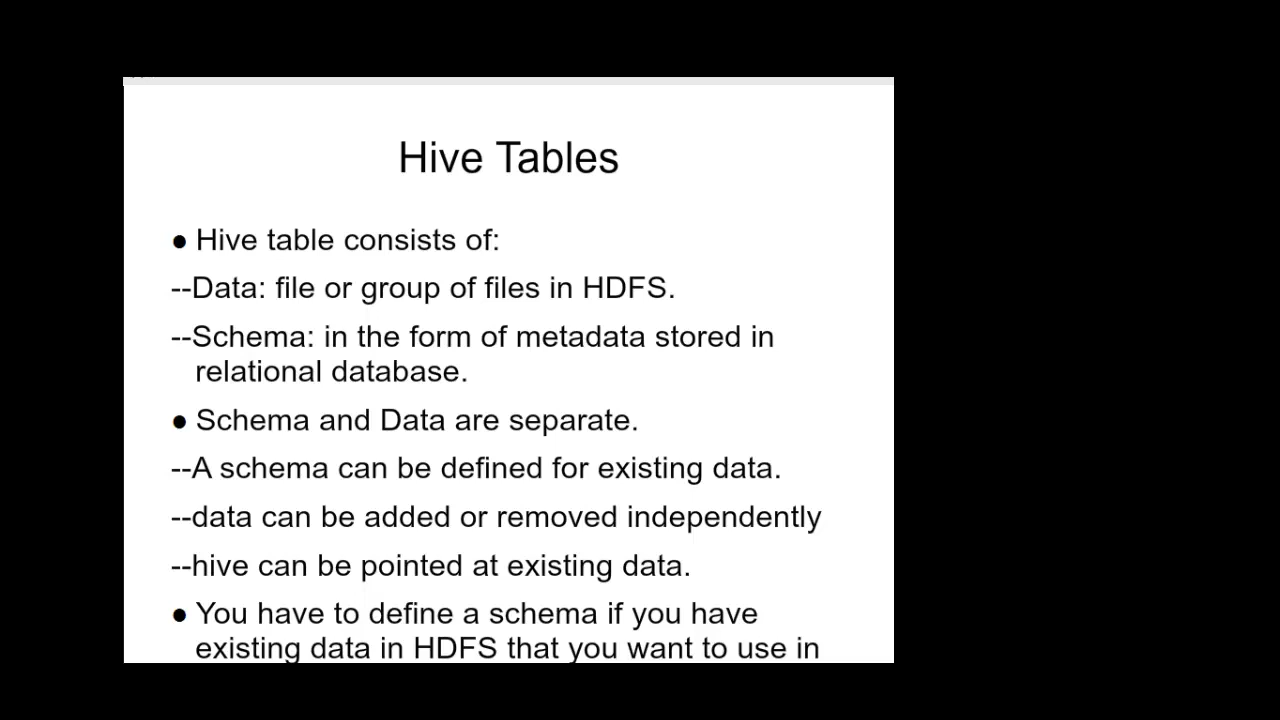 Hive Tables
● Hive table consists of:
--Data: file or group of files in HDFS.
--Schema: in the form of metadata stored in
relational database.
● Schema and Data are separate.
--A schema can be defined for existing data.
--data can be added or removed independently
--hive can be pointed at existing data.
● You have to define a schema if you have
existing data in HDFS that you want to use in